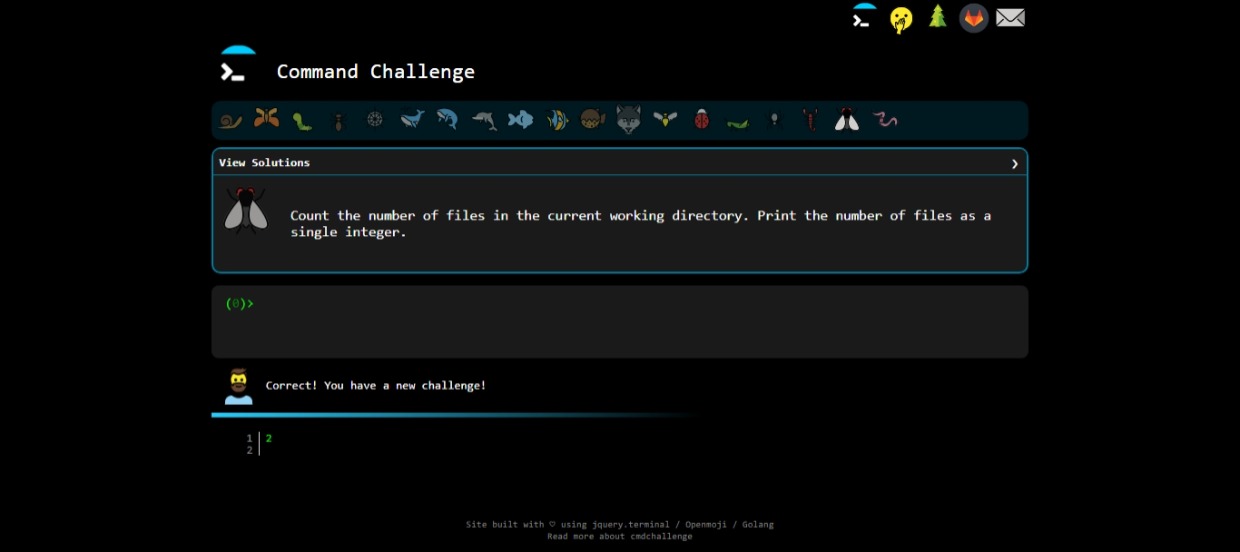 Command Challenge
View Solutions
Count the number of files in the current working directory. Print the number of files as a
single integer.
(0)>
Correct! You have a new challenge!
1 2
2
Site built with ♡ using jquery.terminal / Openmoji / Golang
Read more about cmdchallenge